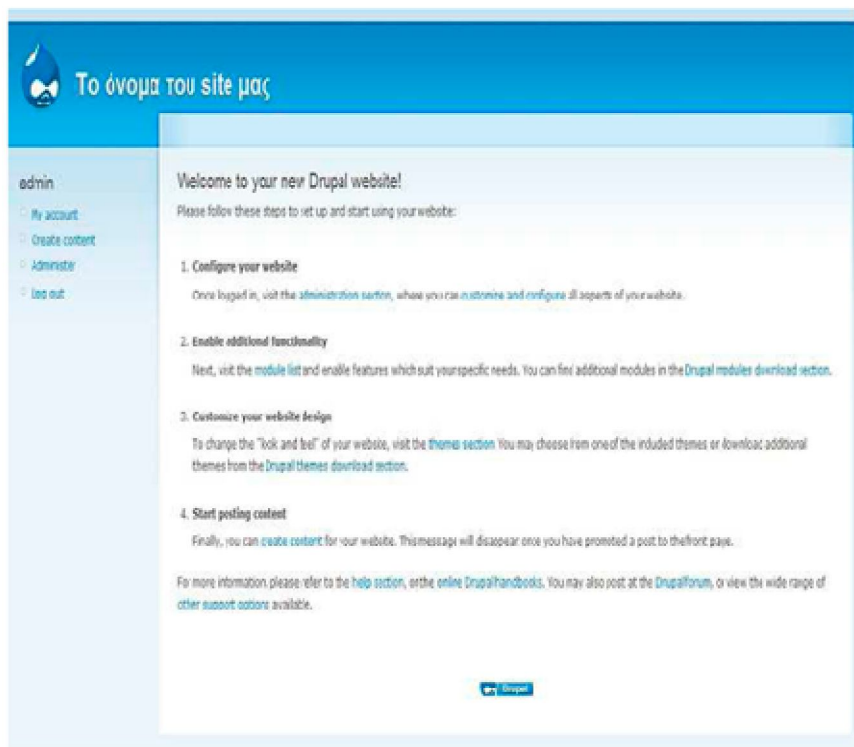 Το όνομα του site μας
admin
My account
Create content
Administer
Log out
Welcome to your new Drupal website!
Please follow these steps to set up and start using your website:
1. Configure your website
Once logged in, visit the administration section, where you can customize and configure all aspects of your website.
2. Enable additional functionality
Next, visit the module list and enable features which suit your specific needs. You can find additional modules in the Drupal modules download section.
3. Customize your website design
To change the "look and feel" of your website, visit the themes section. You may choose from one of the included themes or download additional
themes from the Drupal themes download section.
4. Start posting content
Finally, you can create content for your website. This message will disappear once you have promoted a post to the front page.
For more information, please refer to the help section, or the online Drupal handbooks. You may also post at the Drupal forum, or view the wide range of
other support options available.
Drupal